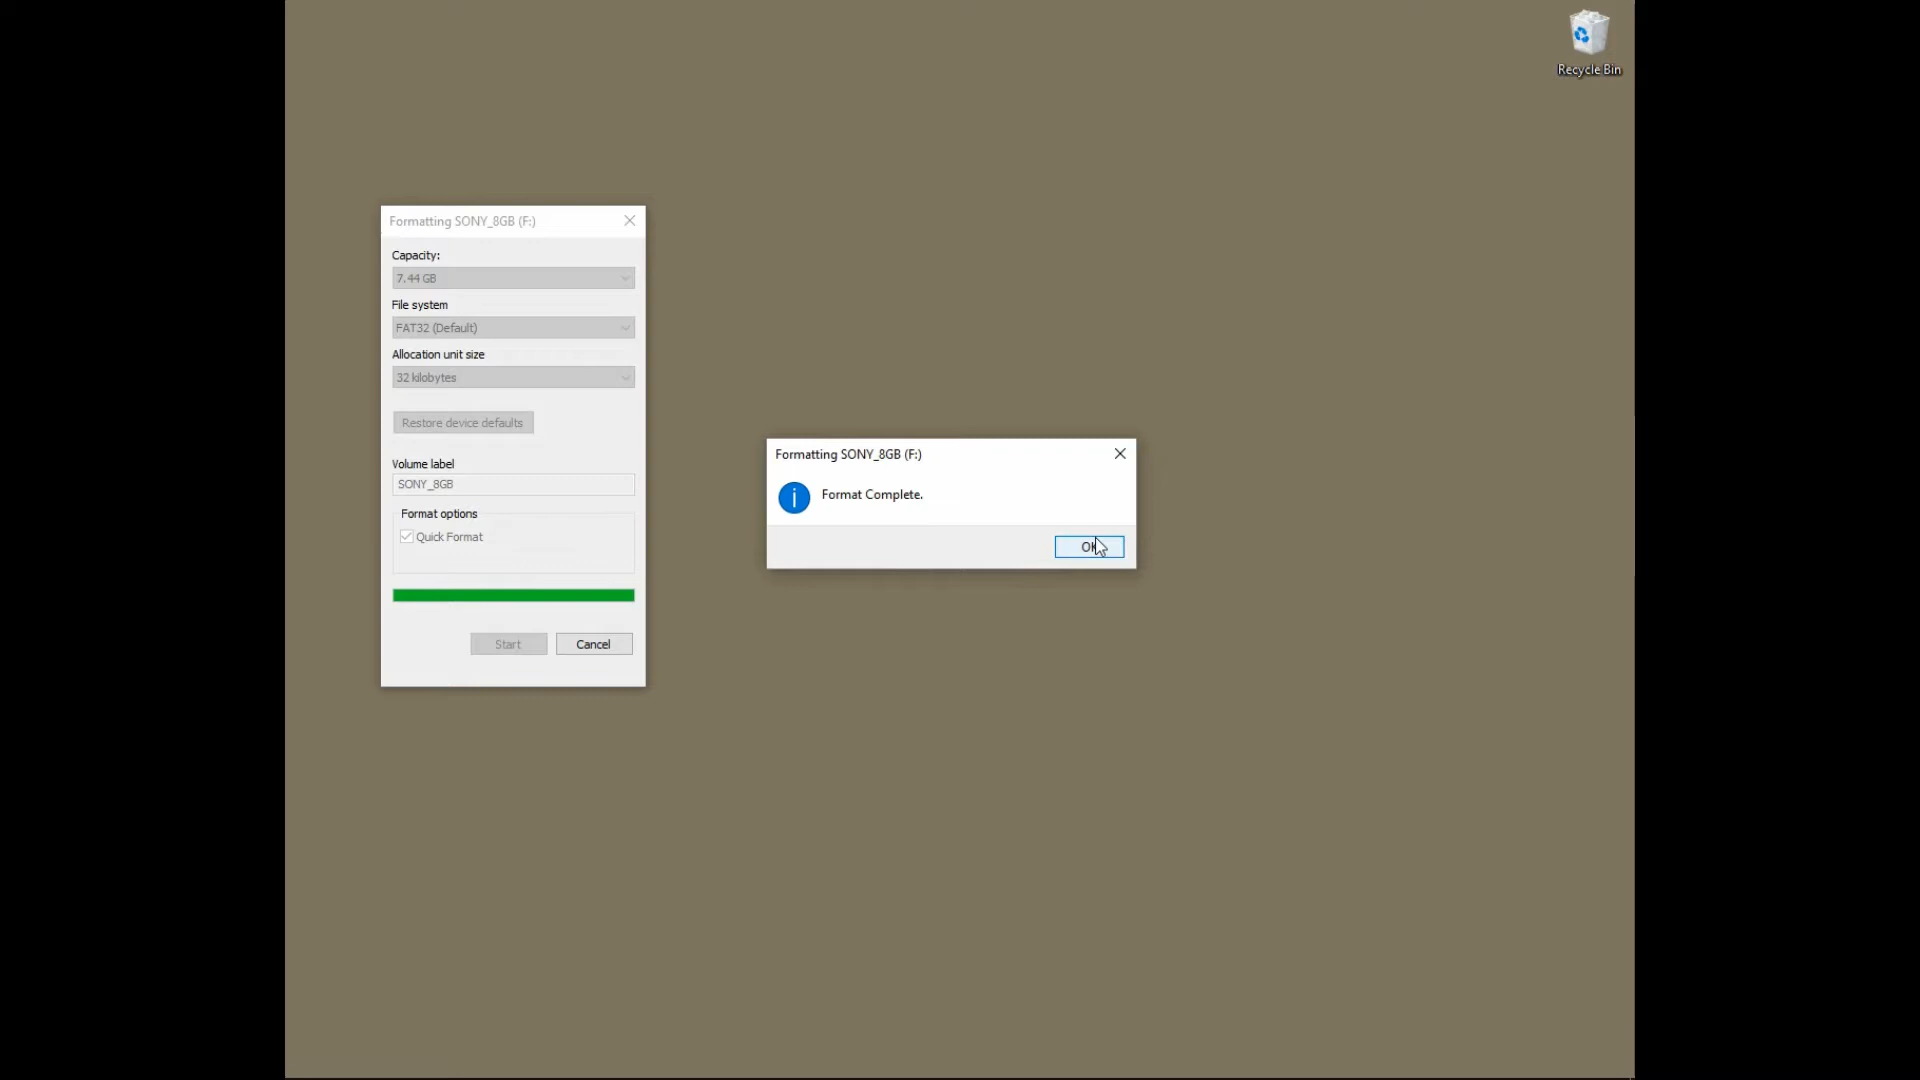 Recycle Bin
Formatting SONY_8GB (F:)
Capacity:
7.44 GB
File system
FAT32 (Default)
Allocation unit size
32 kilobytes
Restore device defaults
Volume label
SONY_8GB
Format options
Quick Format
Start
Cancel
Formatting SONY_8GB (F:)
Format Complete.
OK